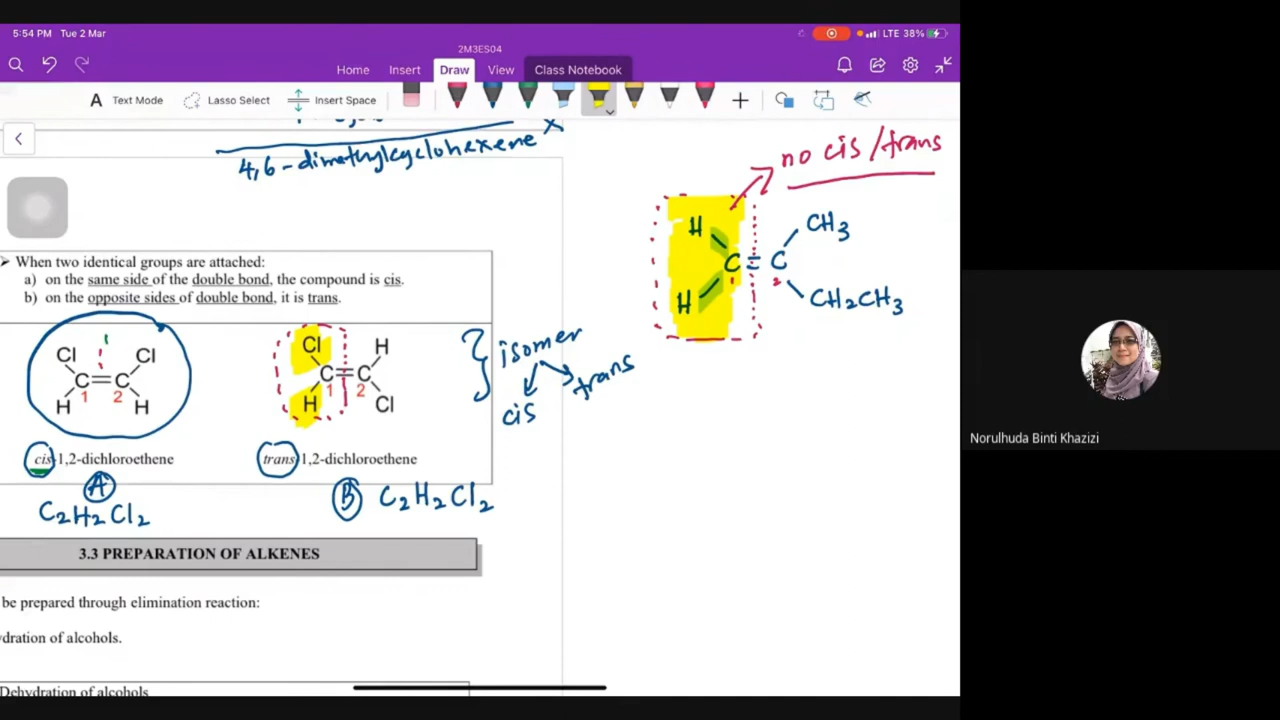 5:54 PM Tue 2 Mar
LTE 38%
2M3ES04
Home Insert Draw View Class Notebook
A Text Mode Lasso Select Insert Space
4,6-dimethylcyclohexene X
no cis/trans
H CH3
C=C
1 2
H CH2CH3
When two identical groups are attached:
a) on the same side of the double bond, the compound is cis.
b) on the opposite sides of double bond, it is trans.
Cl Cl
C=C
1 2
H H
Cl H
C=C
1 2
H Cl
isomer
cis
trans
cis-1,2-dichloroethene trans-1,2-dichloroethene
A B
C2H2Cl2 C2H2Cl2
3.3 PREPARATION OF ALKENES
be prepared through elimination reaction:
dration of alcohols.
Dehydration of alcohols
Norulhuda Binti Khazizi